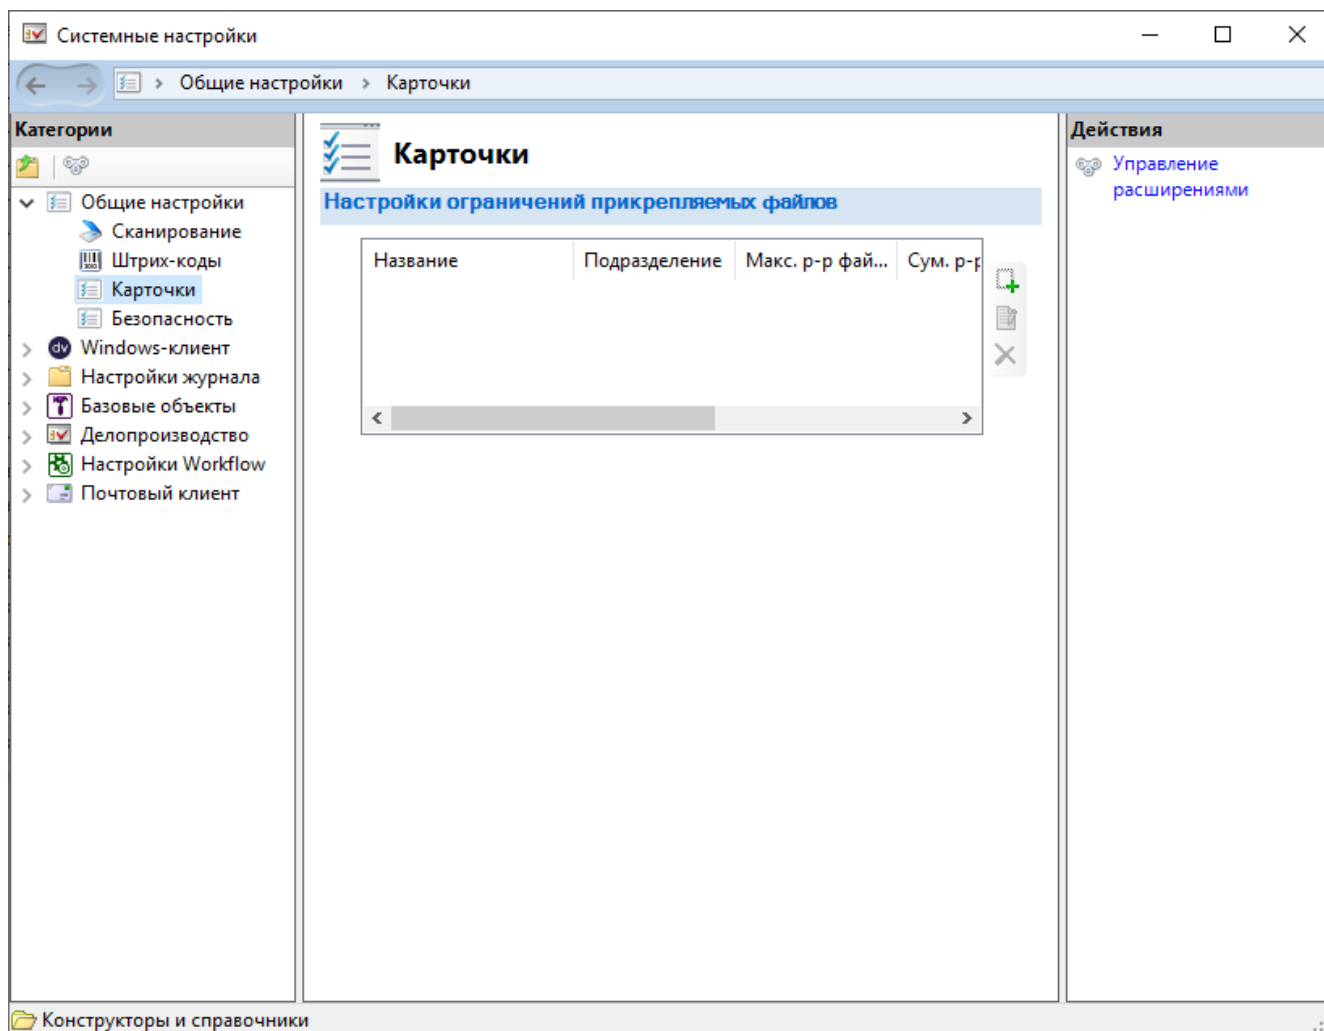 Системные настройки
Общие настройки > Карточки
Категории
Общие настройки
Сканирование
Штрих-коды
Карточки
Безопасность
Windows-клиент
Настройки журнала
Базовые объекты
Делопроизводство
Настройки Workflow
Почтовый клиент
Карточки
Настройки ограничений прикрепляемых файлов
Название Подразделение Макс. р-р фай... Сум. р-р
Действия
Управление
расширениями
Конструкторы и справочники